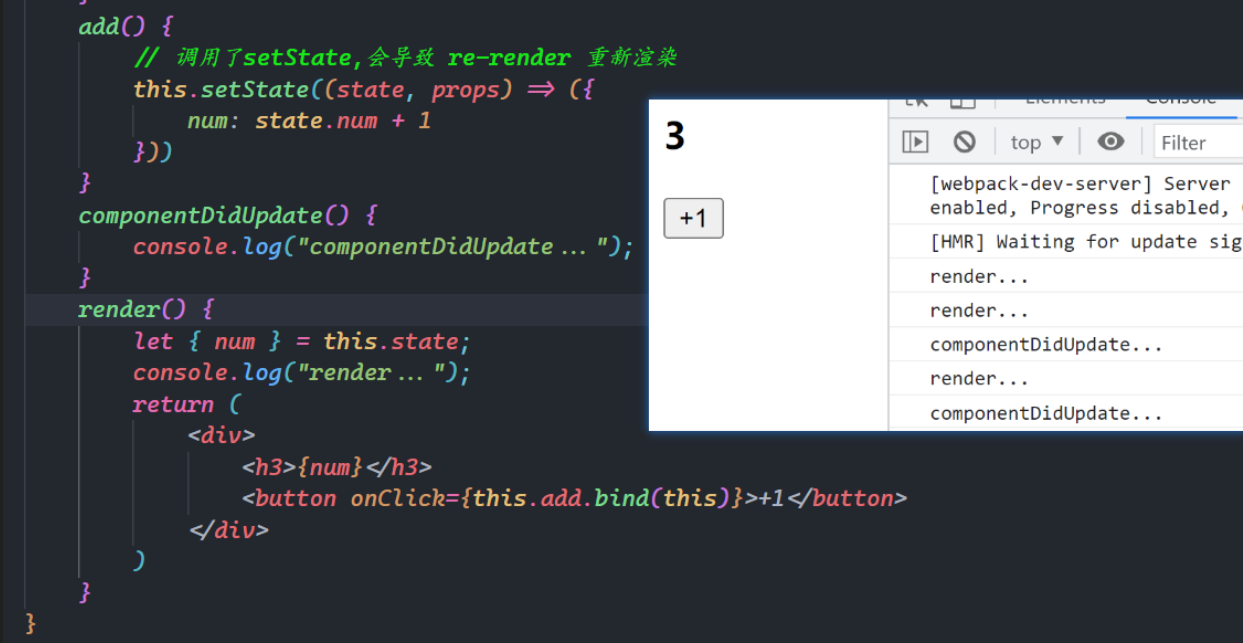 }
add() {
// 调用了setState,会导致 re-render 重新渲染
this.setState((state, props) => ({
num: state.num + 1
}))
}
componentDidUpdate() {
console.log("componentDidUpdate...");
}
render() {
let { num } = this.state;
console.log("render...");
return (
<div>
<h3>{num}</h3>
<button onClick={this.add.bind(this)}>+1</button>
</div>
)
}
}
3
+1
Elements Console
top Filter
[webpack-dev-server] Server
enabled, Progress disabled,
[HMR] Waiting for update sig
render...
render...
componentDidUpdate...
render...
componentDidUpdate...